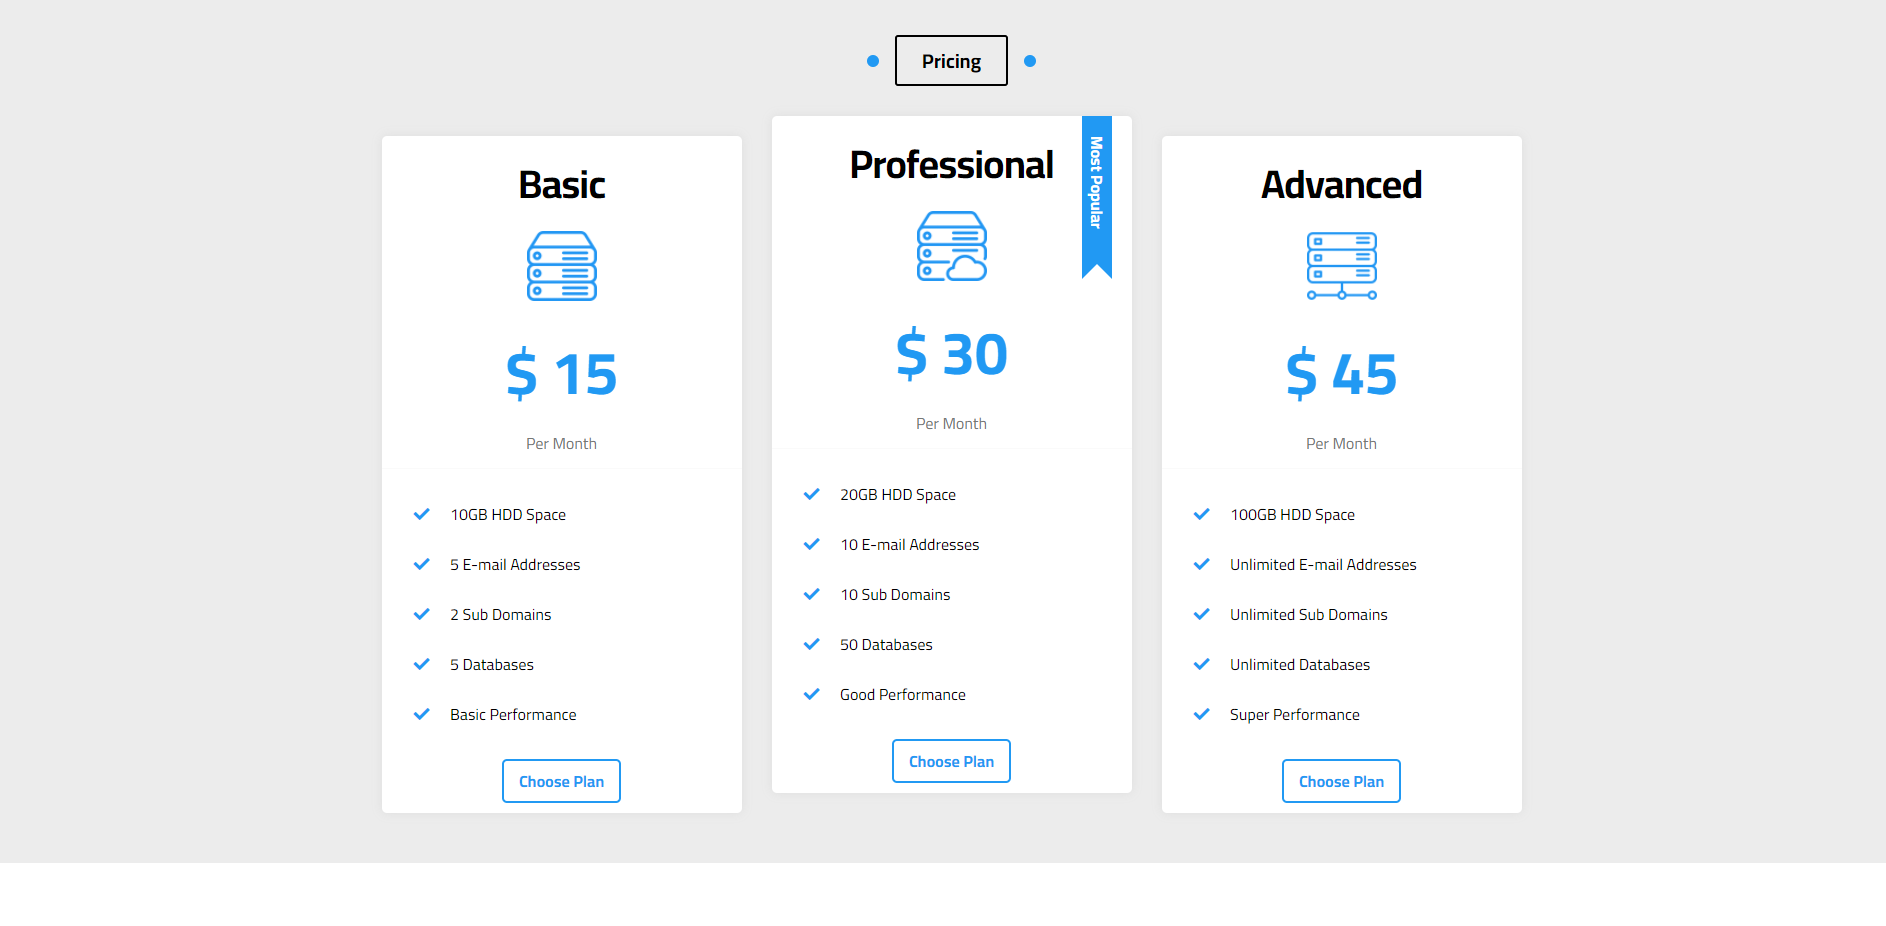 Pricing
Basic
$ 15
Per Month
10GB HDD Space
5 E-mail Addresses
2 Sub Domains
5 Databases
Basic Performance
Choose Plan
Professional
Most Popular
$ 30
Per Month
20GB HDD Space
10 E-mail Addresses
10 Sub Domains
50 Databases
Good Performance
Choose Plan
Advanced
$ 45
Per Month
100GB HDD Space
Unlimited E-mail Addresses
Unlimited Sub Domains
Unlimited Databases
Super Performance
Choose Plan